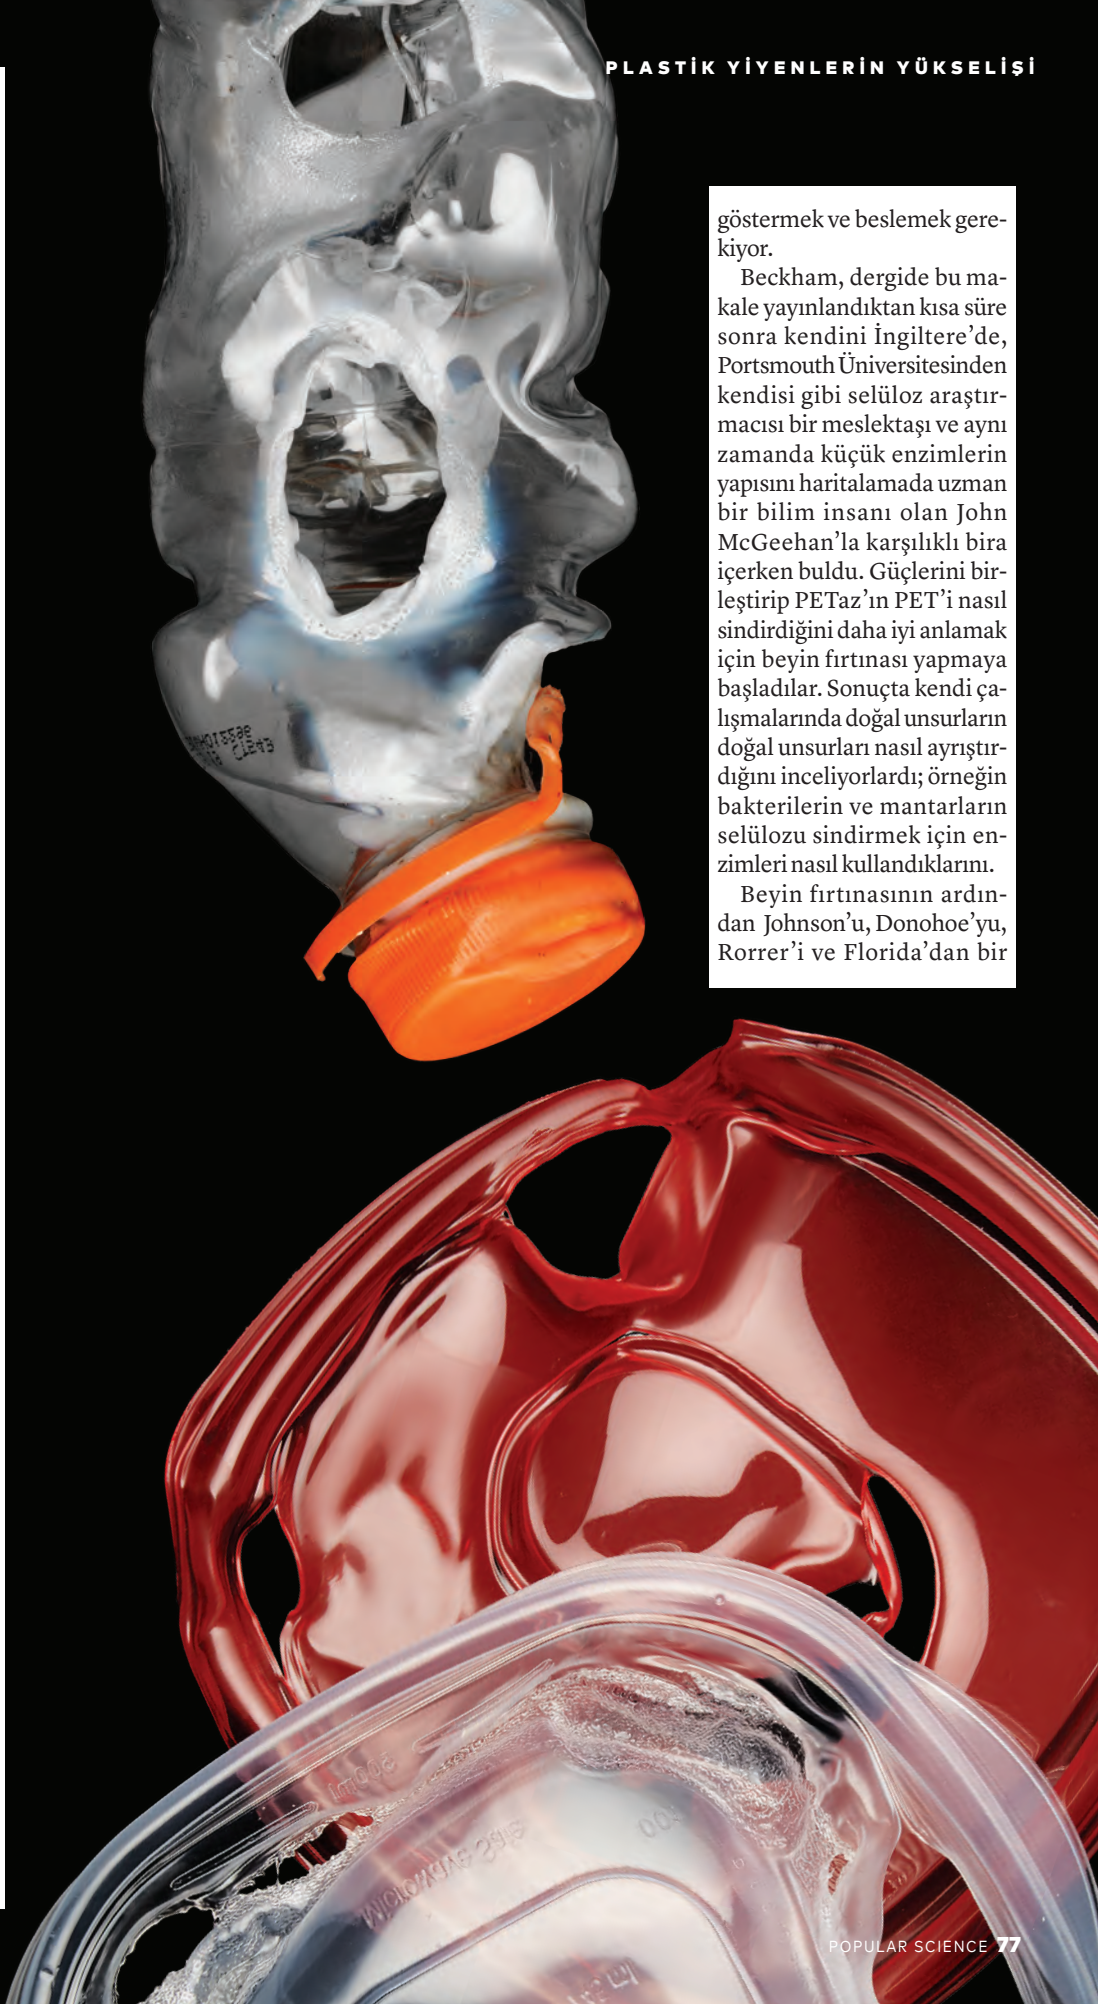 PLASTİK YİYENLERİN YÜKSELİŞİ
göstermek ve beslemek gere-
kiyor.
Beckham, dergide bu ma-
kale yayınlandıktan kısa süre
sonra kendini İngiltere’de,
Portsmouth Üniversitesinden
kendisi gibi selüloz araştır-
macısı bir meslektaşı ve aynı
zamanda küçük enzimlerin
yapısını haritalamada uzman
bir bilim insanı olan John
McGeehan’la karşılıklı bira
içerken buldu. Güçlerini bir-
leştirip PETaz’ın PET’i nasıl
sindirdiğini daha iyi anlamak
için beyin fırtınası yapmaya
başladılar. Sonuçta kendi ça-
lışmalarında doğal unsurların
doğal unsurları nasıl ayrıştır-
dığını inceliyorlardı; örneğin
bakterilerin ve mantarların
selülozu sindirmek için en-
zimleri nasıl kullandıklarını.
Beyin fırtınasının ardın-
dan Johnson’u, Donohoe’yu,
Rorrer’i ve Florida’dan bir
500ml
Microwave Safe
POPULAR SCIENCE 77